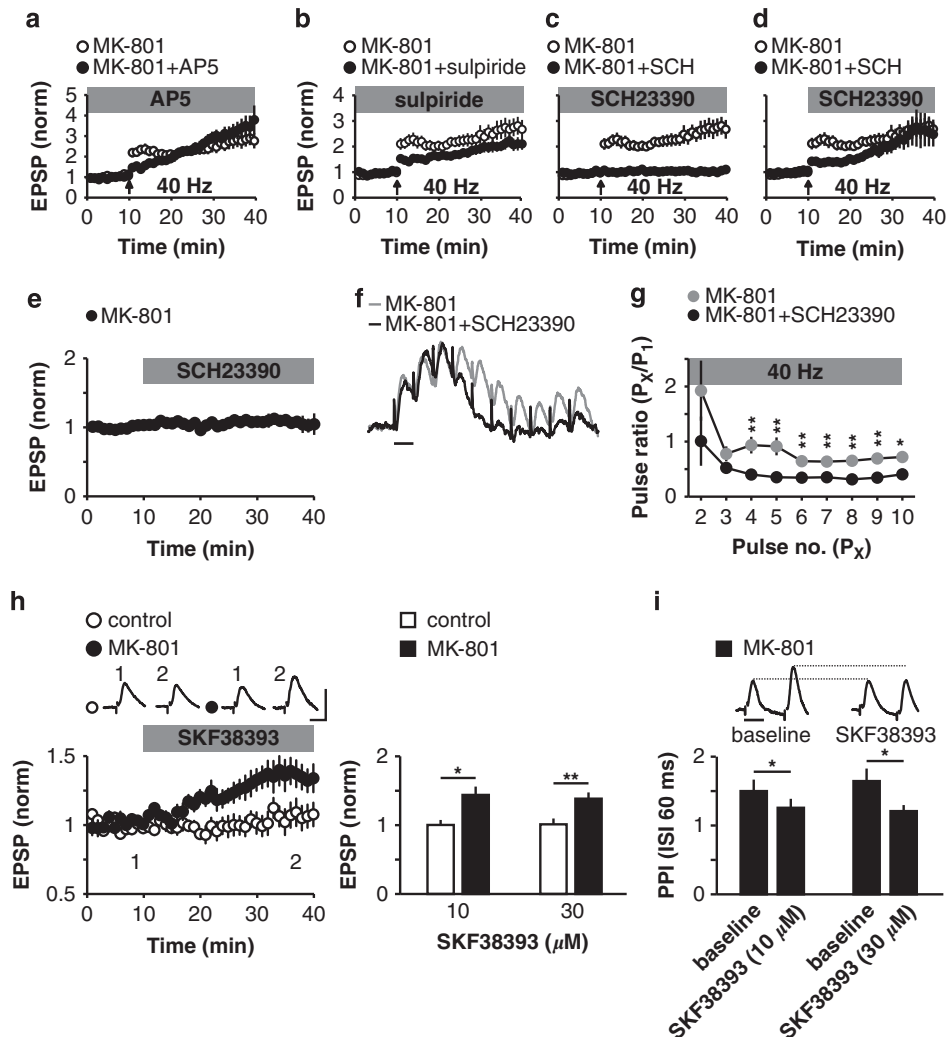 a
MK-801
MK-801+AP5
AP5
EPSP (norm)
5
4
3
2
1
0
40 Hz
0 10 20 30 40
Time (min)
b
MK-801
MK-801+sulpiride
sulpiride
EPSP (norm)
4
3
2
1
0
40 Hz
0 10 20 30 40
Time (min)
c
MK-801
MK-801+SCH
SCH23390
40 Hz
0 10 20 30 40
Time (min)
d
MK-801
MK-801+SCH
SCH23390
40 Hz
0 10 20 30 40
Time (min)
e
MK-801
SCH23390
EPSP (norm)
2
1
0
0 10 20 30 40
Time (min)
f
MK-801
MK-801+SCH23390
g
MK-801
MK-801+SCH23390
40 Hz
Pulse ratio (PX/P1)
2
1
0
** ** ** ** ** ** *
2 3 4 5 6 7 8 9 10
Pulse no. (PX)
h
control
MK-801
1 2 1 2
SKF38393
EPSP (norm)
1.5
1
0.5
1 2
0 10 20 30 40
Time (min)
control
MK-801
EPSP (norm)
2
1
0
* **
10 30
SKF38393 (μM)
i
MK-801
baseline SKF38393
PPI (ISI 60 ms)
2
1
0
* *
baseline
SKF38393 (10 μM)
baseline
SKF38393 (30 μM)